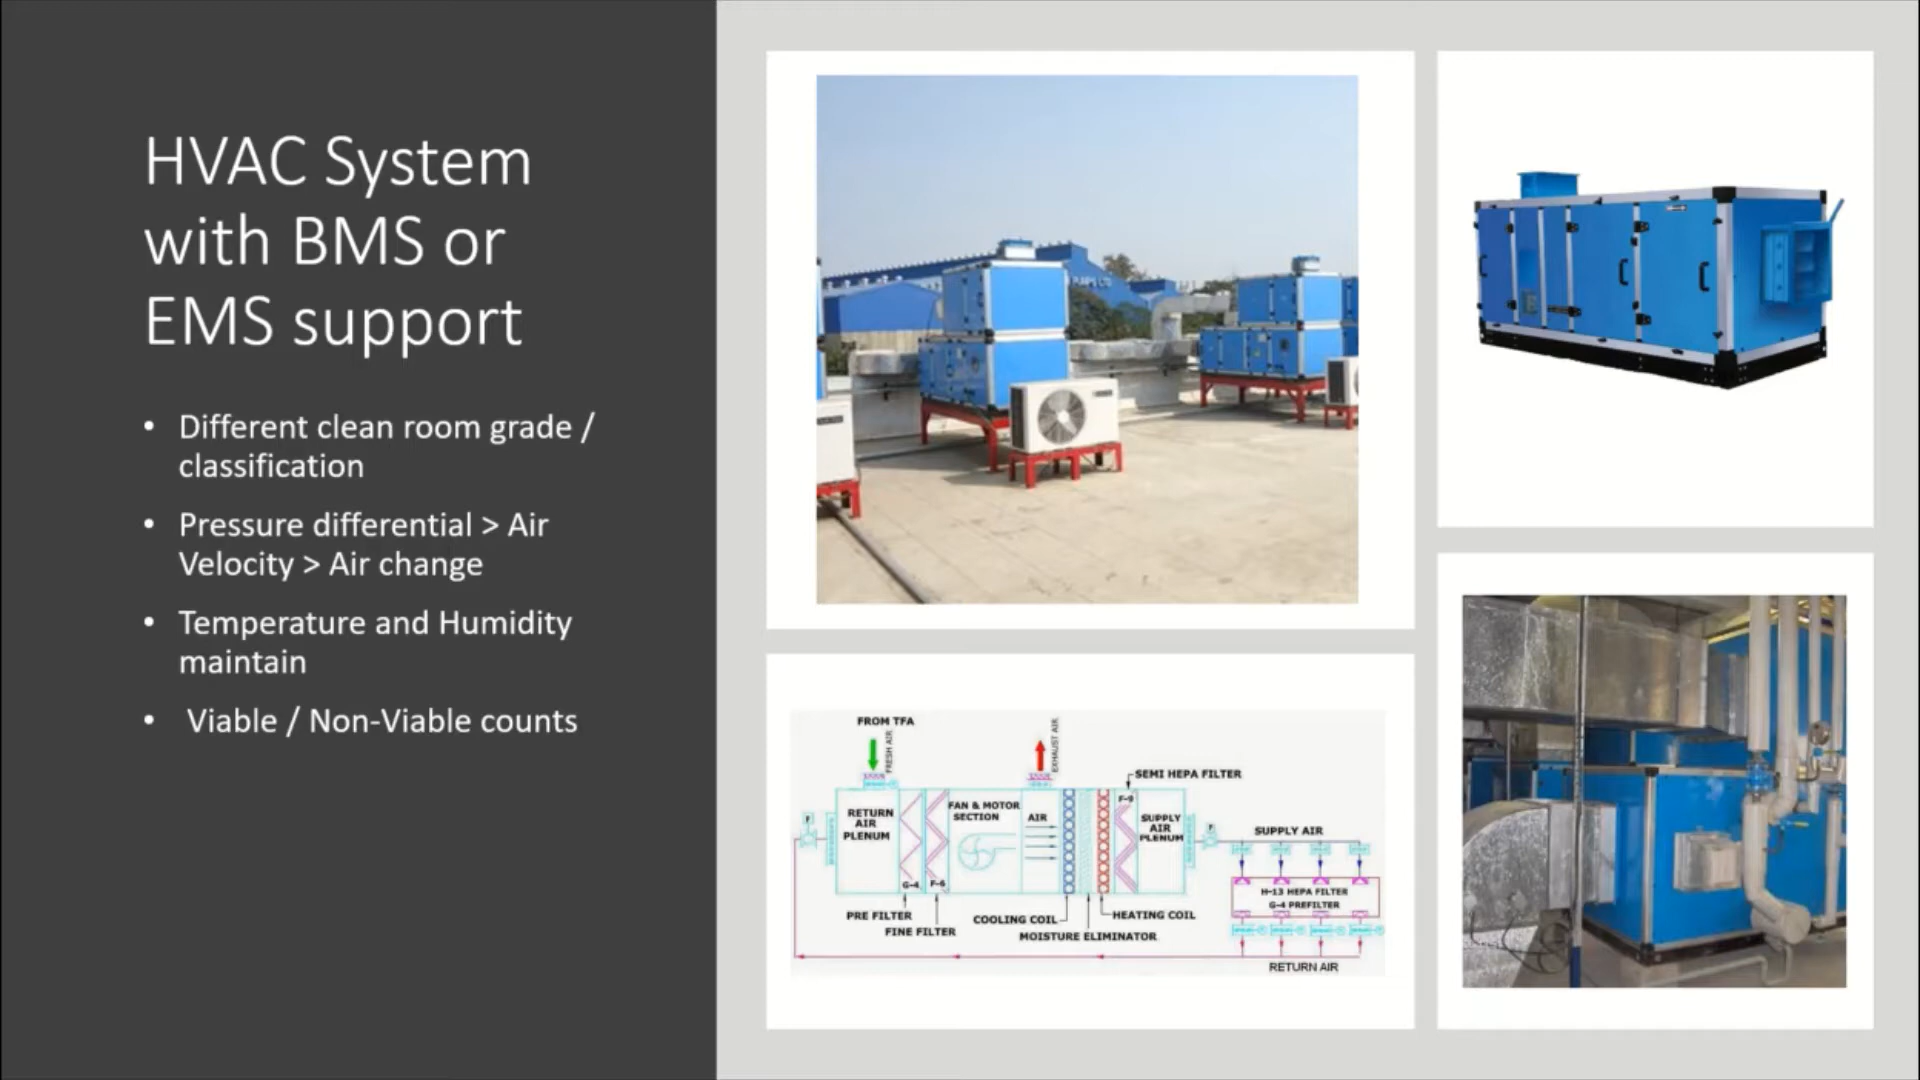 HVAC System
with BMS or
EMS support
• Different clean room grade /
classification
• Pressure differential > Air
Velocity > Air change
• Temperature and Humidity
maintain
• Viable / Non-Viable counts
FROM TFA
FRESH AIR
EXHAUST AIR
SEMI HEPA FILTER
F-9
RETURN
AIR
PLENUM
FAN & MOTOR
SECTION
AIR
SUPPLY
AIR
PLENUM
F
F
SUPPLY AIR
G-4
F-6
H-13 HEPA FILTER
G-4 PREFILTER
PRE FILTER
FINE FILTER
COOLING COIL
HEATING COIL
MOISTURE ELIMINATOR
RETURN AIR